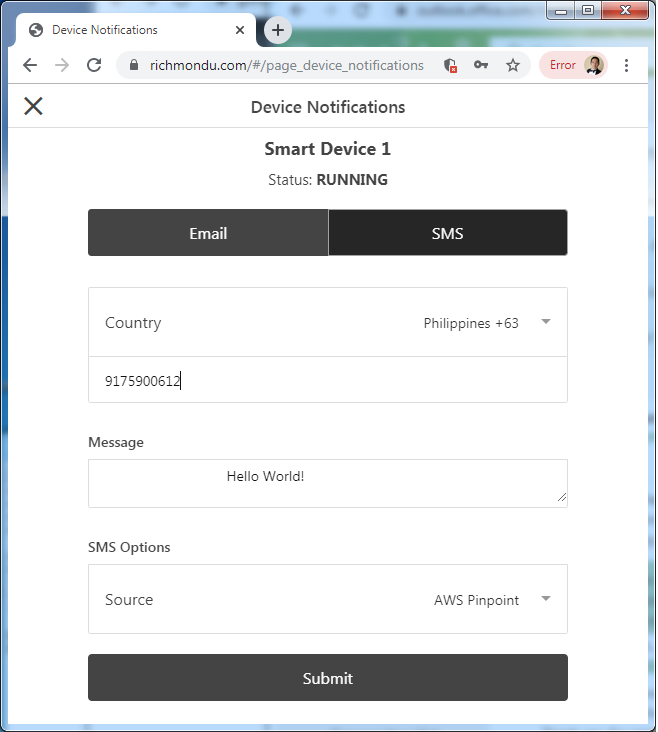 Device Notifications
richmondu.com/#/page_device_notifications
Error
Device Notifications
Smart Device 1
Status: RUNNING
Email SMS
Country Philippines +63
9175900612
Message
Hello World!
SMS Options
Source AWS Pinpoint
Submit